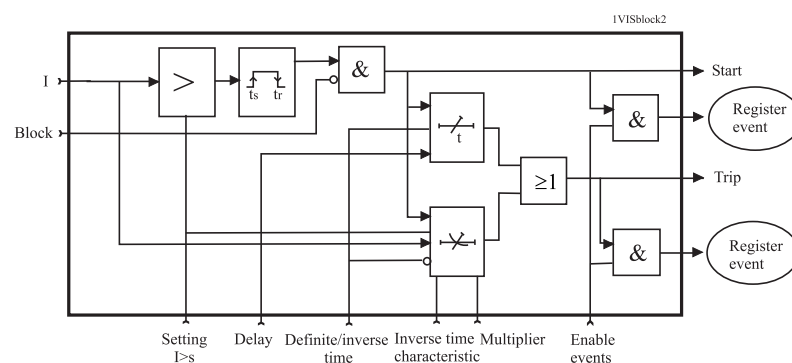 1VISblock2
I
>
ts tr
&
Start
Block
t
&
Register
event
≥1
Trip
&
Register
event
Setting
I>s
Delay
Definite/inverse
time
Inverse time
characteristic
Multiplier
Enable
events